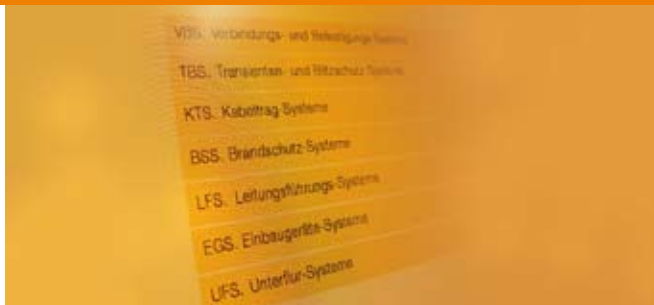 VBS. Verbindungs- und Befestigungs-Systeme
TBS. Transienten- und Blitzschutz-Systeme
KTS. Kabeltrag-Systeme
BSS. Brandschutz-Systeme
LFS. Leitungsführungs-Systeme
EGS. Einbaugeräte-Systeme
UFS. Unterflur-Systeme